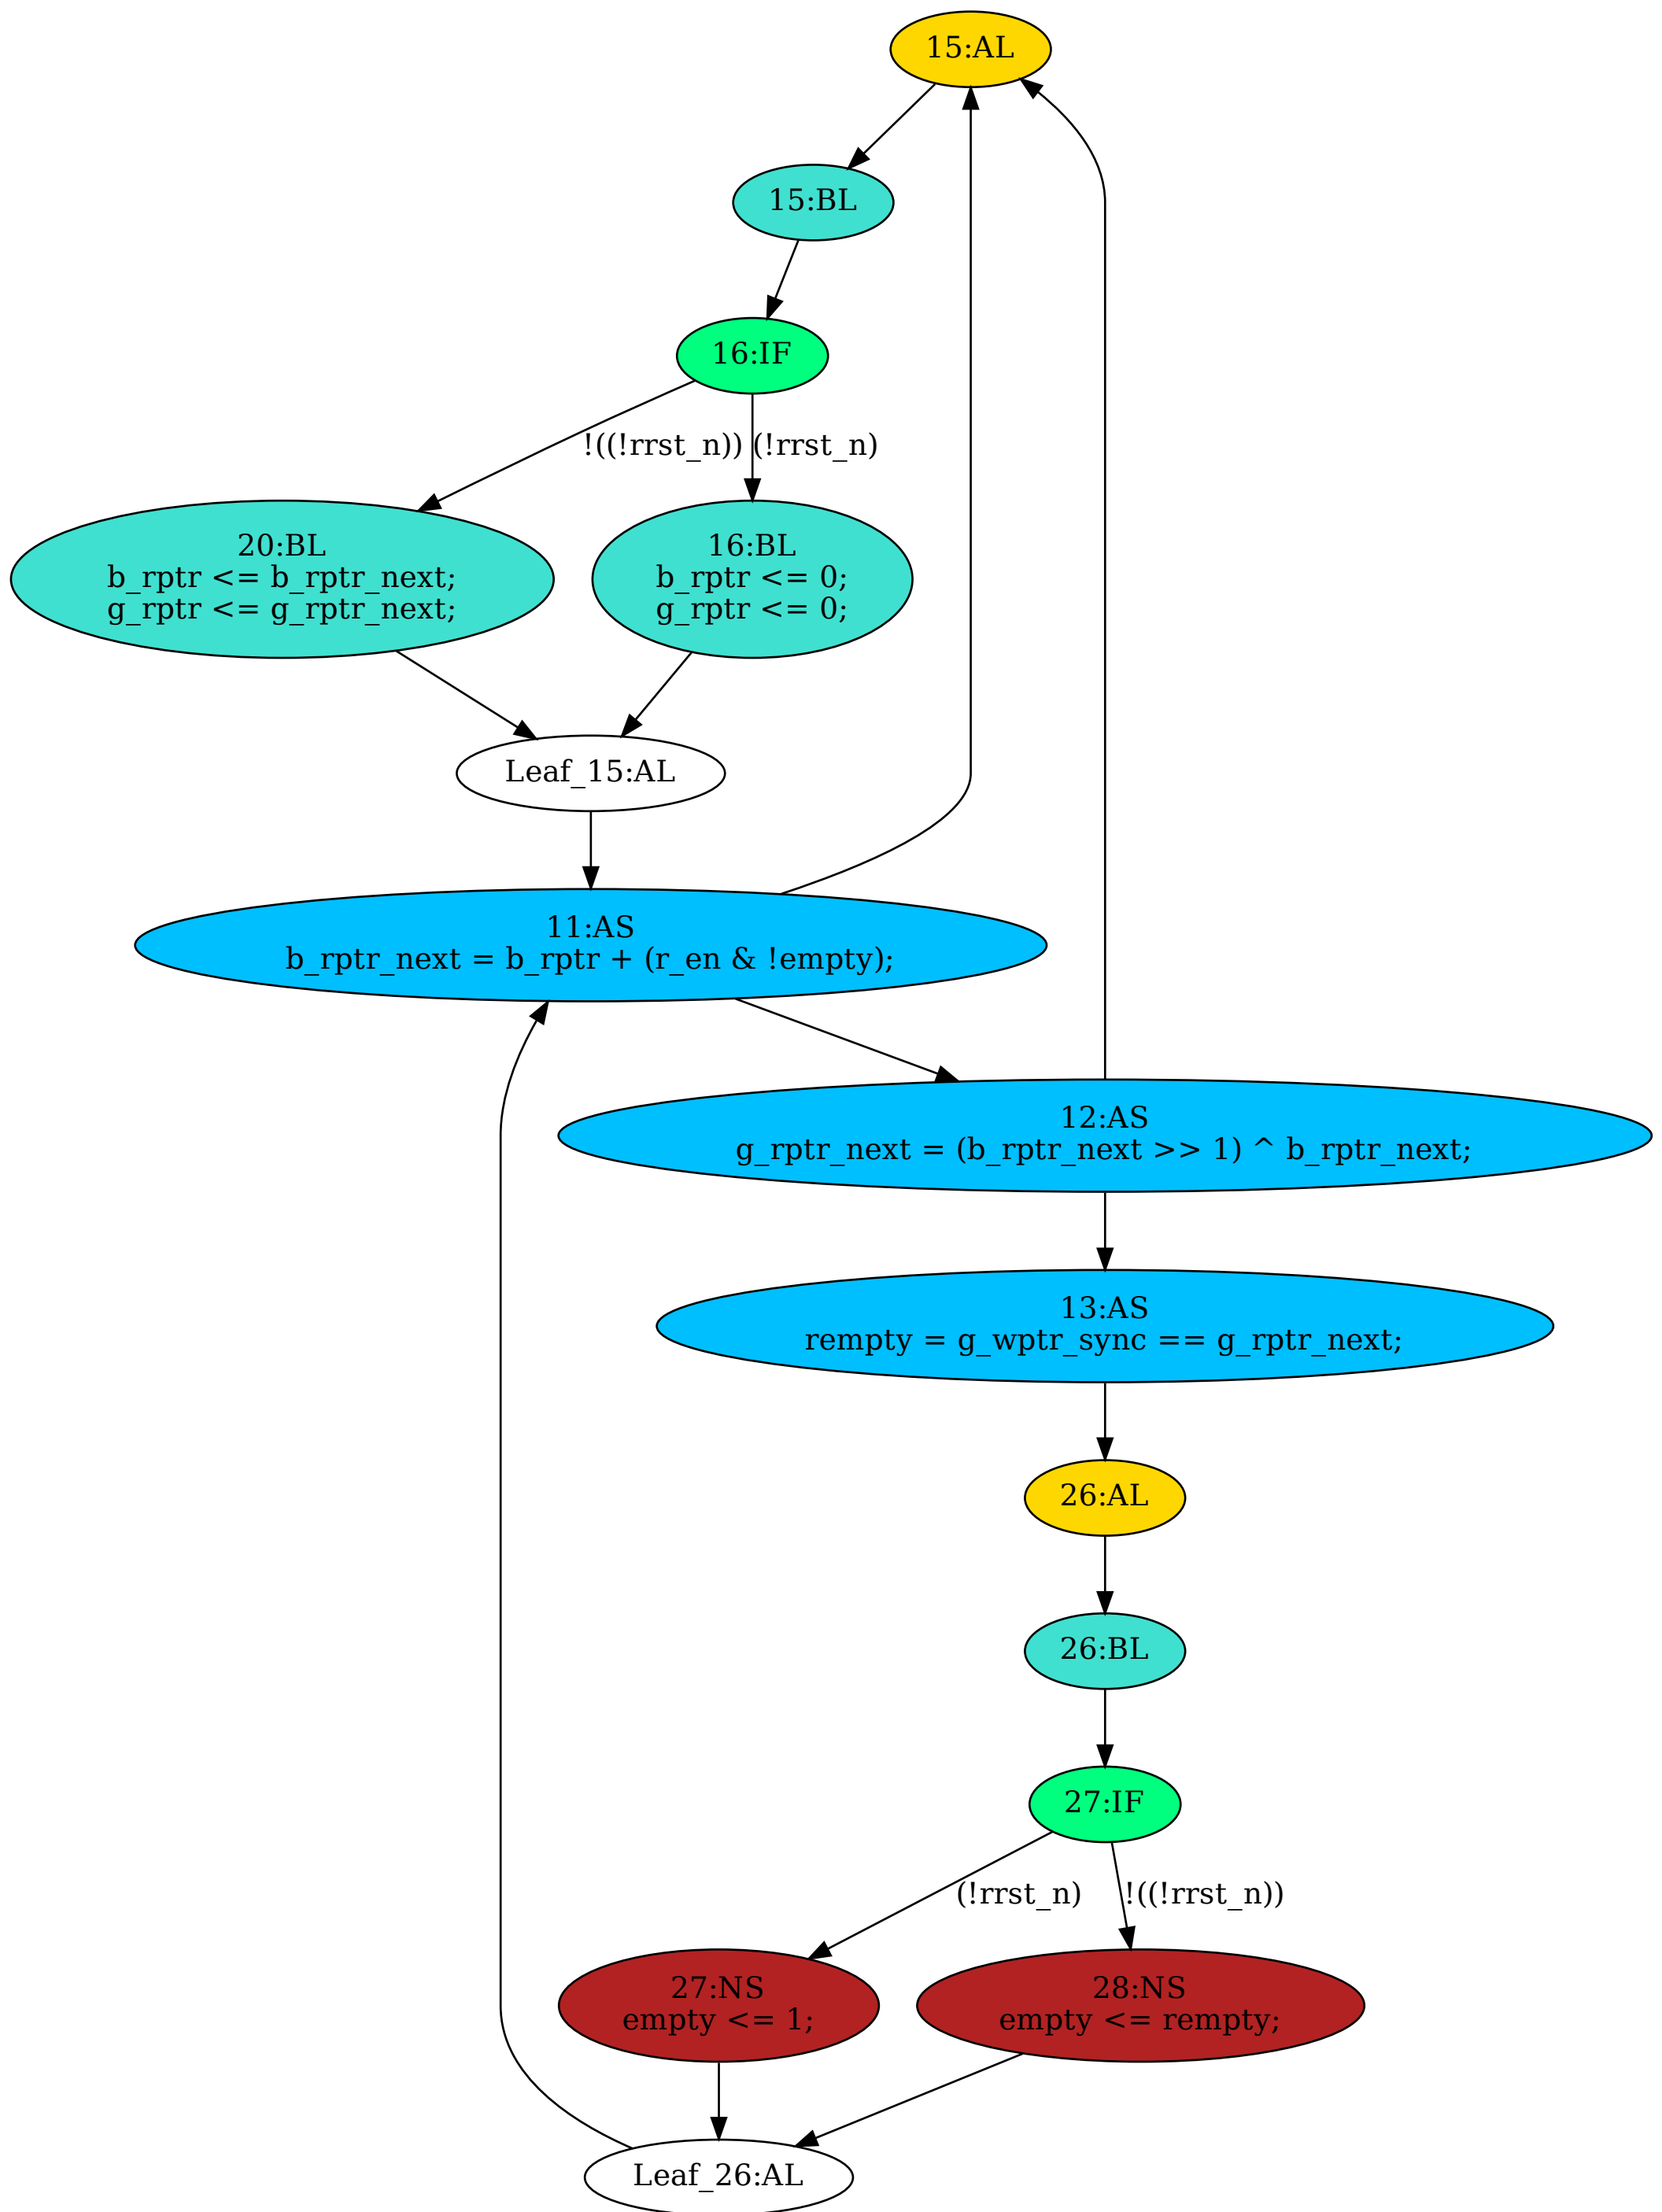 15:AL
15:BL
16:IF
!((!rrst_n))
(!rrst_n)
20:BL
b_rptr <= b_rptr_next;
g_rptr <= g_rptr_next;
16:BL
b_rptr <= 0;
g_rptr <= 0;
Leaf_15:AL
11:AS
b_rptr_next = b_rptr + (r_en & !empty);
12:AS
g_rptr_next = (b_rptr_next >> 1) ^ b_rptr_next;
13:AS
rempty = g_wptr_sync == g_rptr_next;
26:AL
26:BL
27:IF
(!rrst_n)
!((!rrst_n))
27:NS
empty <= 1;
28:NS
empty <= rempty;
Leaf_26:AL